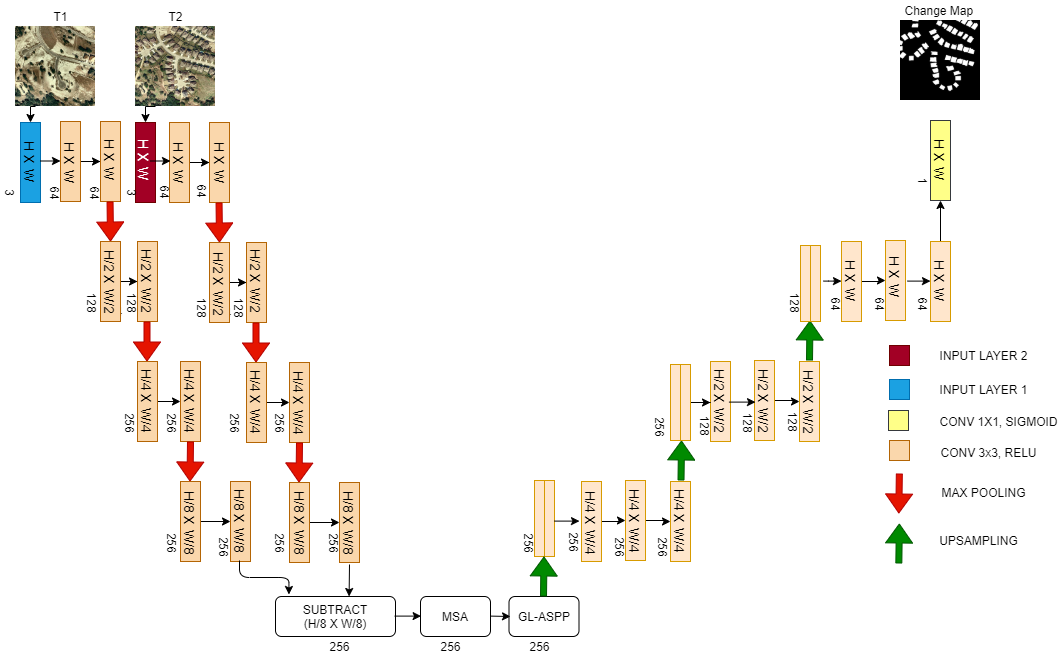 T1
T2
Change Map
H X W
3
H X W
64
H X W
64
H X W
3
H X W
64
H X W
64
H X W
1
H/2 X W/2
128
H/2 X W/2
128
H/2 X W/2
128
H/2 X W/2
128
128
H X W
64
H X W
64
H X W
64
H/4 X W/4
256
H/4 X W/4
256
H/4 X W/4
256
H/4 X W/4
256
256
H/2 X W/2
128
H/2 X W/2
128
H/2 X W/2
128
H/8 X W/8
256
H/8 X W/8
256
H/8 X W/8
256
H/8 X W/8
256
256
H/4 X W/4
256
H/4 X W/4
256
H/4 X W/4
256
SUBTRACT
(H/8 X W/8)
256
MSA
256
GL-ASPP
256
INPUT LAYER 2
INPUT LAYER 1
CONV 1X1, SIGMOID
CONV 3x3, RELU
MAX POOLING
UPSAMPLING